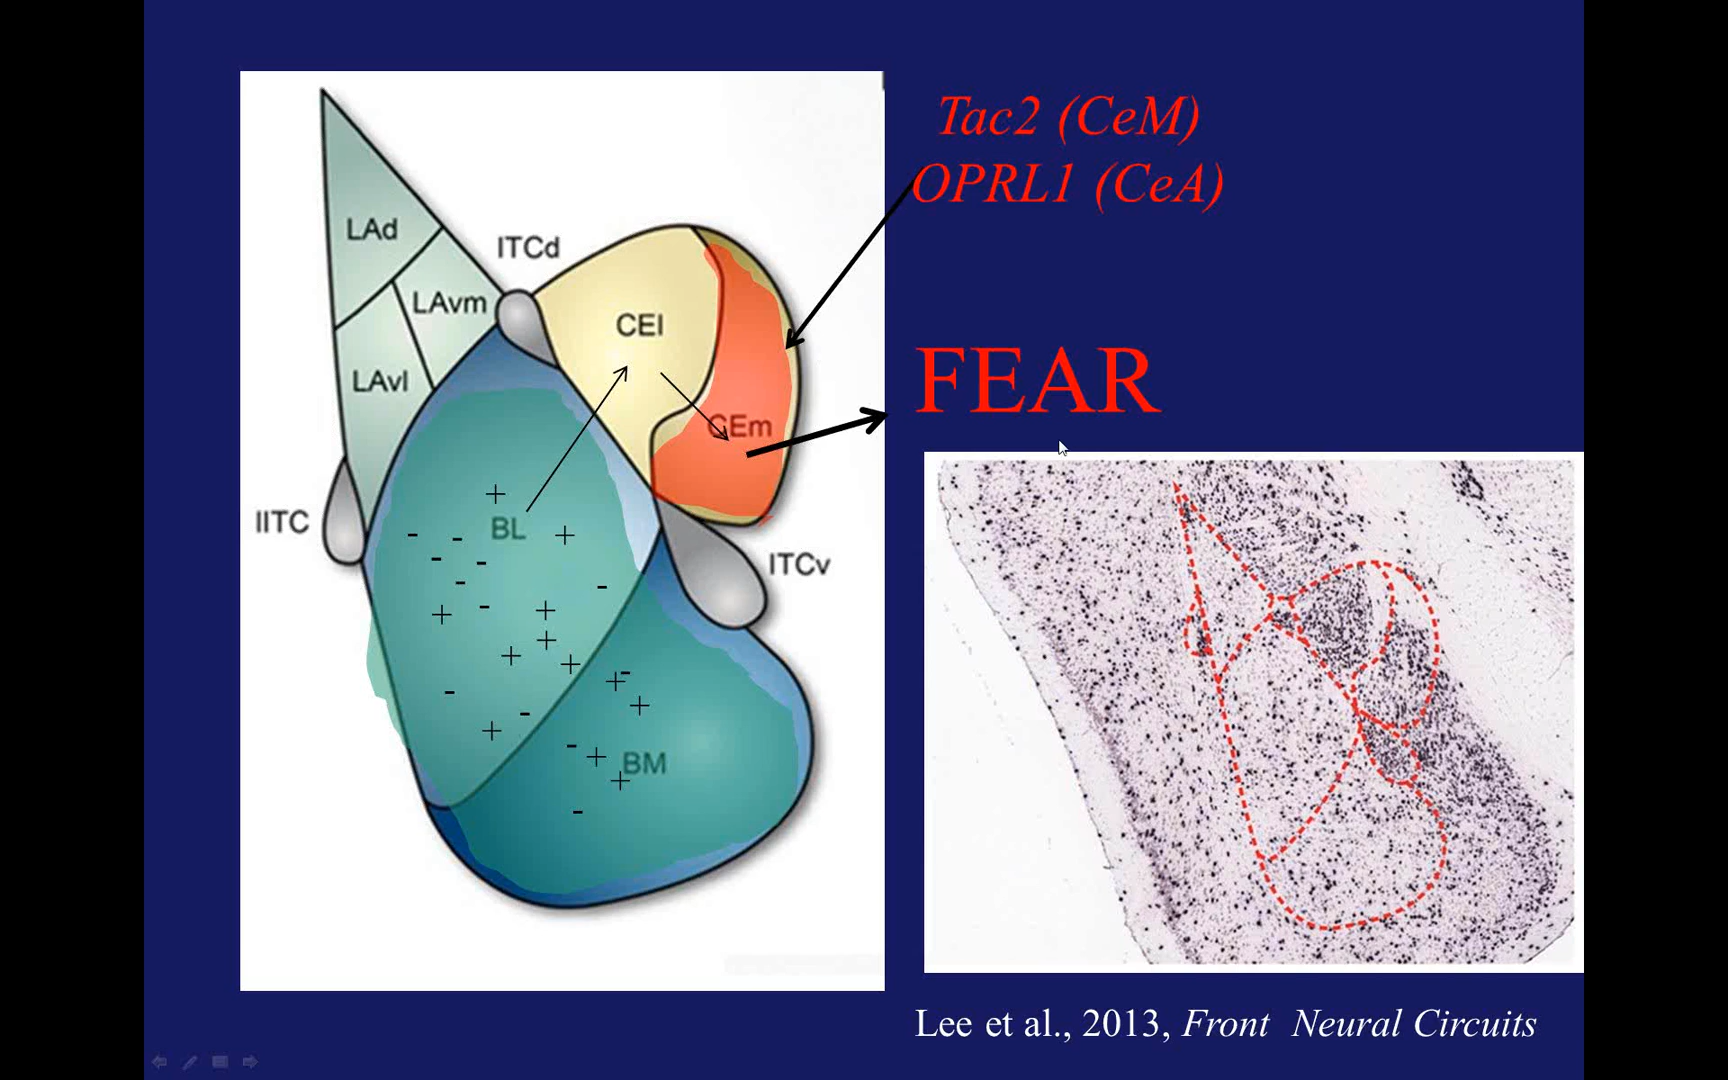 Tac2 (CeM)
OPRL1 (CeA)
LAd
ITCd
LAvm
CEl
LAvl
FEAR
CEm
+
BL
+
-
-
-
-
-
-
IITC
ITCv
+
-
+
+
+
+
-
+
-
+
+
-
-
+
BM
+
-
Lee et al., 2013, Front Neural Circuits